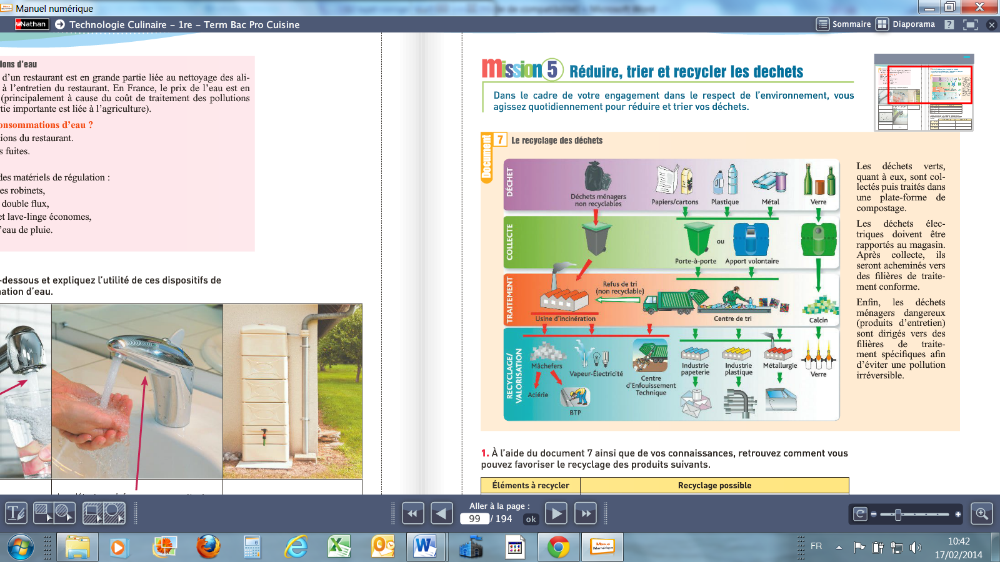 Manuel numérique
Nathan
Technologie Culinaire – 1re – Term Bac Pro Cuisine
Sommaire
Diaporama
?
d'eau
d'un restaurant est en grande partie liée au nettoyage des ali-
à l'entretien du restaurant. En France, le prix de l'eau est en
(principalement à cause du coût de traitement des pollutions
importante est liée à l'agriculture).
consommations d'eau ?
du restaurant.
fuites.
des matériels de régulation :
robinets,
double flux,
et lave-linge économes,
d'eau de pluie.
-dessous et expliquez l'utilité de ces dispositifs de
d'eau.
mission 5 Réduire, trier et recycler les dechets
Dans le cadre de votre engagement dans le respect de l'environnement, vous
agissez quotidiennement pour réduire et trier vos déchets.
Document 7 Le recyclage des déchets
DÉCHET
Déchets ménagers
non recyclables
Papiers/cartons
Plastique
Métal
Verre
COLLECTE
ou
Porte-à-porte
Apport volontaire
TRAITEMENT
Refus de tri
(non recyclable)
Usine d'incinération
Centre de tri
Calcin
RECYCLAGE/
VALORISATION
Mâchefers
Vapeur-Électricité
Centre
d'Enfouissement
Technique
Aciérie
BTP
Industrie
papeterie
Industrie
plastique
Métallurgie
Verre
Les déchets verts,
quant à eux, sont col-
lectés puis traités dans
une plate-forme de
compostage.
Les déchets élec-
triques doivent être
rapportés au magasin.
Après collecte, ils
seront acheminés vers
des filières de traite-
ment conforme.
Enfin, les déchets
ménagers dangereux
(produits d'entretien)
sont dirigés vers des
filières de traite-
ment spécifiques afin
d'éviter une pollution
irréversible.
1. À l'aide du document 7 ainsi que de vos connaissances, retrouvez comment vous
pouvez favoriser le recyclage des produits suivants.
Éléments à recycler
Recyclage possible
Aller à la page :
99 / 194 ok
FR
10:42
17/02/2014